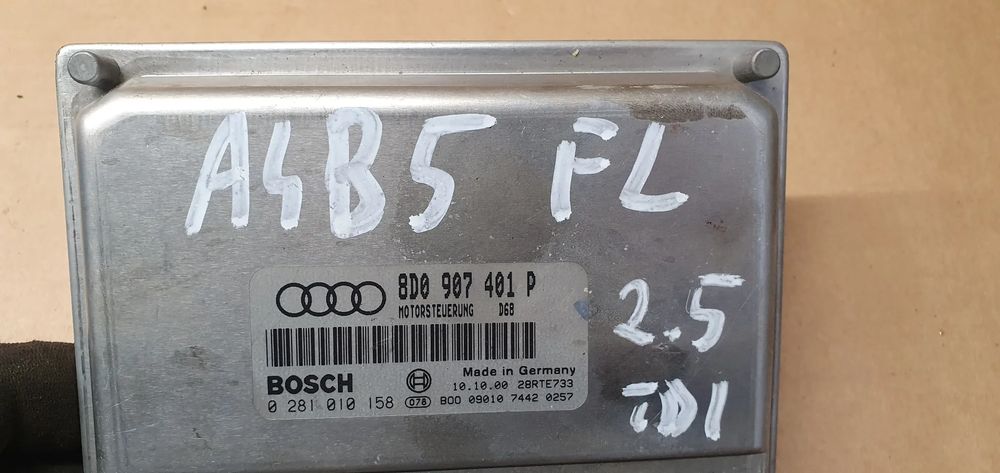 A4B5 FL
8D0 907 401 P
MOTORSTEUERUNG D68
2.5
Made in Germany
BOSCH 10.10.00 28RTE733
0 281 010 158 078 B00 09010 7442 0257
TDI